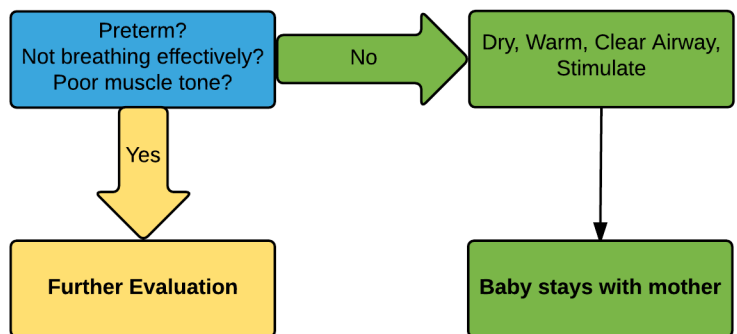 Preterm?
Not breathing effectively?
Poor muscle tone?
No
Dry, Warm, Clear Airway,
Stimulate
Yes
Further Evaluation
Baby stays with mother